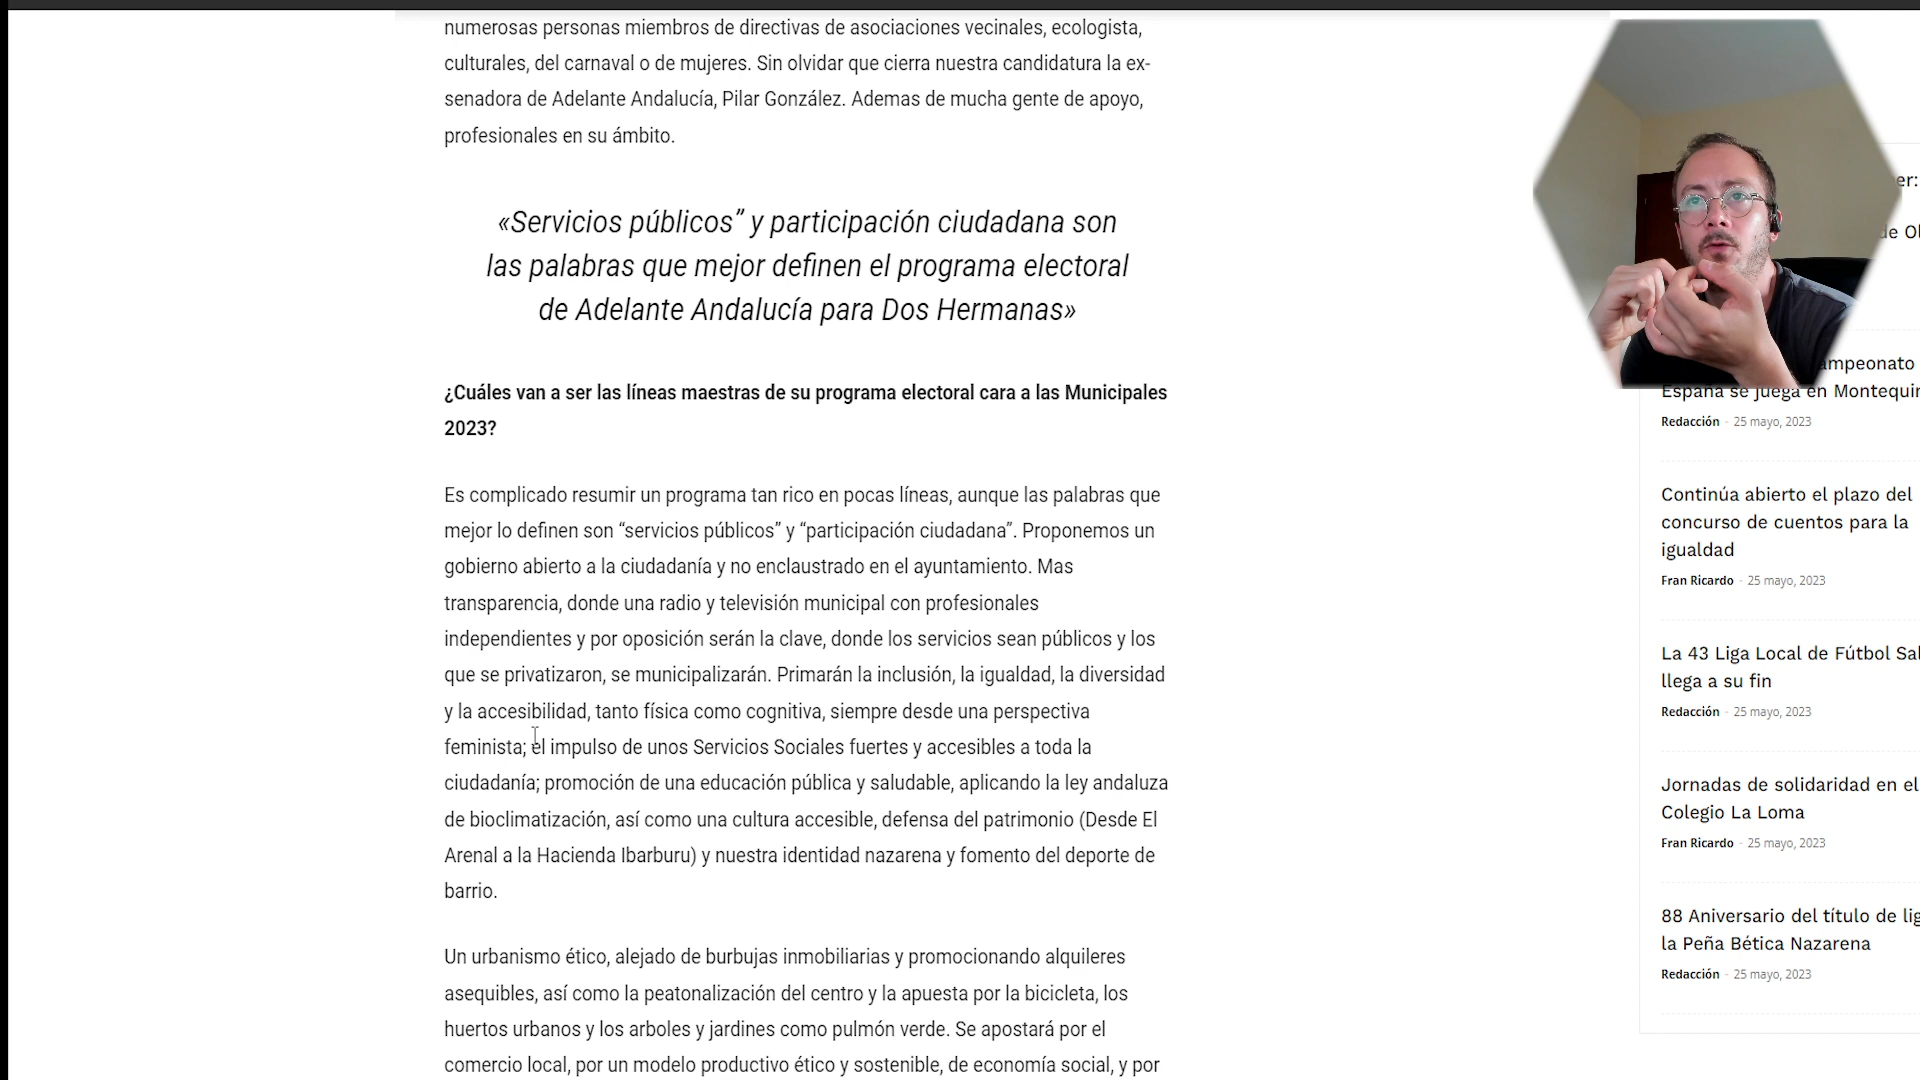 numerosas personas miembros de directivas de asociaciones vecinales, ecologista,
culturales, del carnaval o de mujeres. Sin olvidar que cierra nuestra candidatura la ex-
senadora de Adelante Andalucía, Pilar González. Ademas de mucha gente de apoyo,
profesionales en su ámbito.
«Servicios públicos” y participación ciudadana son
las palabras que mejor definen el programa electoral
de Adelante Andalucía para Dos Hermanas»
¿Cuáles van a ser las líneas maestras de su programa electoral cara a las Municipales
2023?
Es complicado resumir un programa tan rico en pocas líneas, aunque las palabras que
mejor lo definen son “servicios públicos” y “participación ciudadana”. Proponemos un
gobierno abierto a la ciudadanía y no enclaustrado en el ayuntamiento. Mas
transparencia, donde una radio y televisión municipal con profesionales
independientes y por oposición serán la clave, donde los servicios sean públicos y los
que se privatizaron, se municipalizarán. Primarán la inclusión, la igualdad, la diversidad
y la accesibilidad, tanto física como cognitiva, siempre desde una perspectiva
feminista; el impulso de unos Servicios Sociales fuertes y accesibles a toda la
ciudadanía; promoción de una educación pública y saludable, aplicando la ley andaluza
de bioclimatización, así como una cultura accesible, defensa del patrimonio (Desde El
Arenal a la Hacienda Ibarburu) y nuestra identidad nazarena y fomento del deporte de
barrio.
Un urbanismo ético, alejado de burbujas inmobiliarias y promocionando alquileres
asequibles, así como la peatonalización del centro y la apuesta por la bicicleta, los
huertos urbanos y los arboles y jardines como pulmón verde. Se apostará por el
comercio local, por un modelo productivo ético y sostenible, de economía social, y por
er:
de Ol
ampeonato
España se juega en Montequir
Redacción - 25 mayo, 2023
Continúa abierto el plazo del
concurso de cuentos para la
igualdad
Fran Ricardo - 25 mayo, 2023
La 43 Liga Local de Fútbol Sal
llega a su fin
Redacción - 25 mayo, 2023
Jornadas de solidaridad en el
Colegio La Loma
Fran Ricardo - 25 mayo, 2023
88 Aniversario del título de lig
la Peña Bética Nazarena
Redacción - 25 mayo, 2023